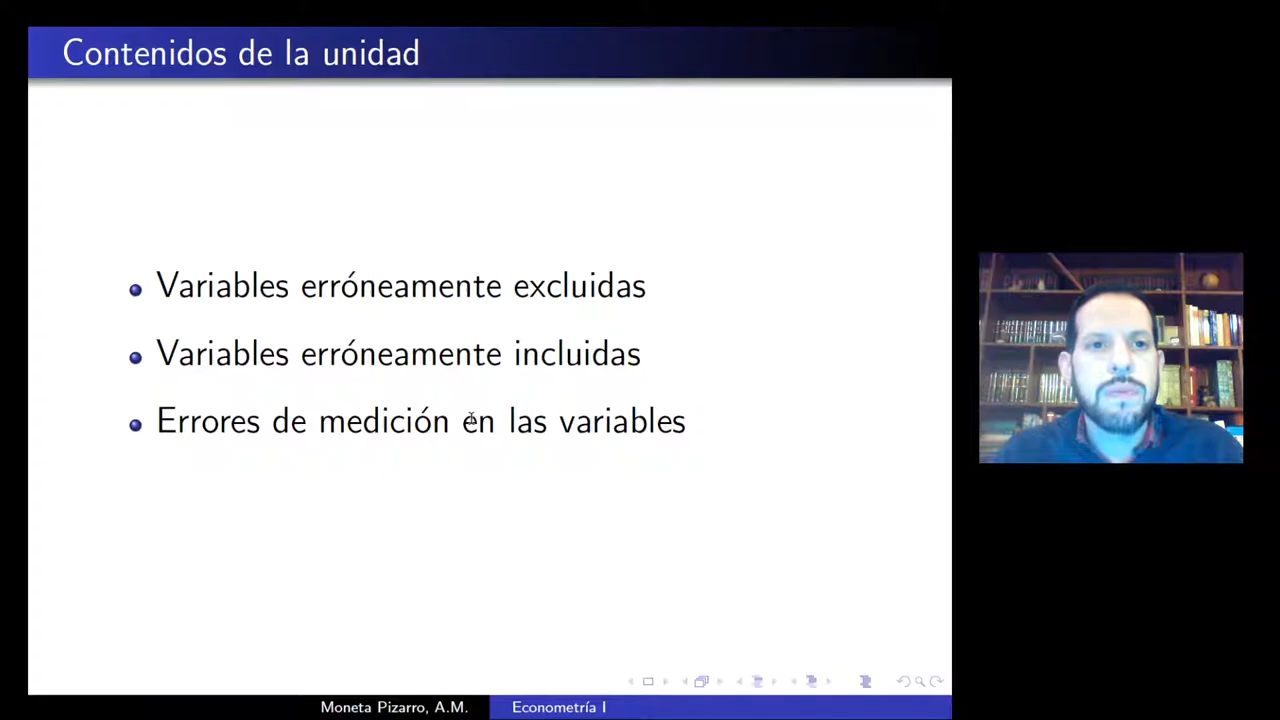 Contenidos de la unidad
Variables erróneamente excluidas
Variables erróneamente incluidas
Errores de medición en las variables
Moneta Pizarro, A.M.
Econometría I